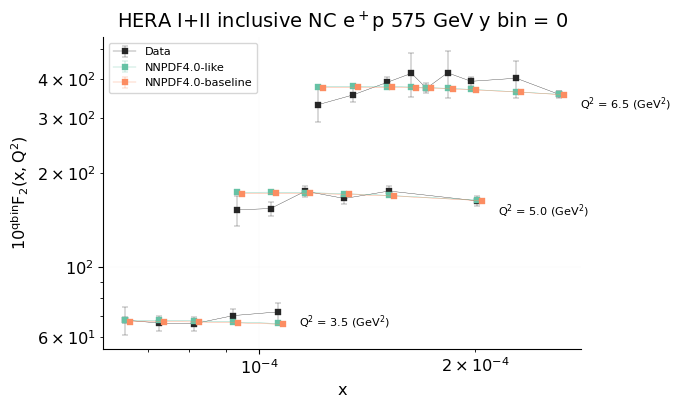 HERA I+II inclusive NC e⁺p 575 GeV y bin = 0
Data
NNPDF4.0-like
NNPDF4.0-baseline
4 × 10²
3 × 10²
2 × 10²
10²
6 × 10¹
10^qbin F₂(x, Q²)
Q² = 6.5 (GeV²)
Q² = 5.0 (GeV²)
Q² = 3.5 (GeV²)
10⁻⁴
2 × 10⁻⁴
x